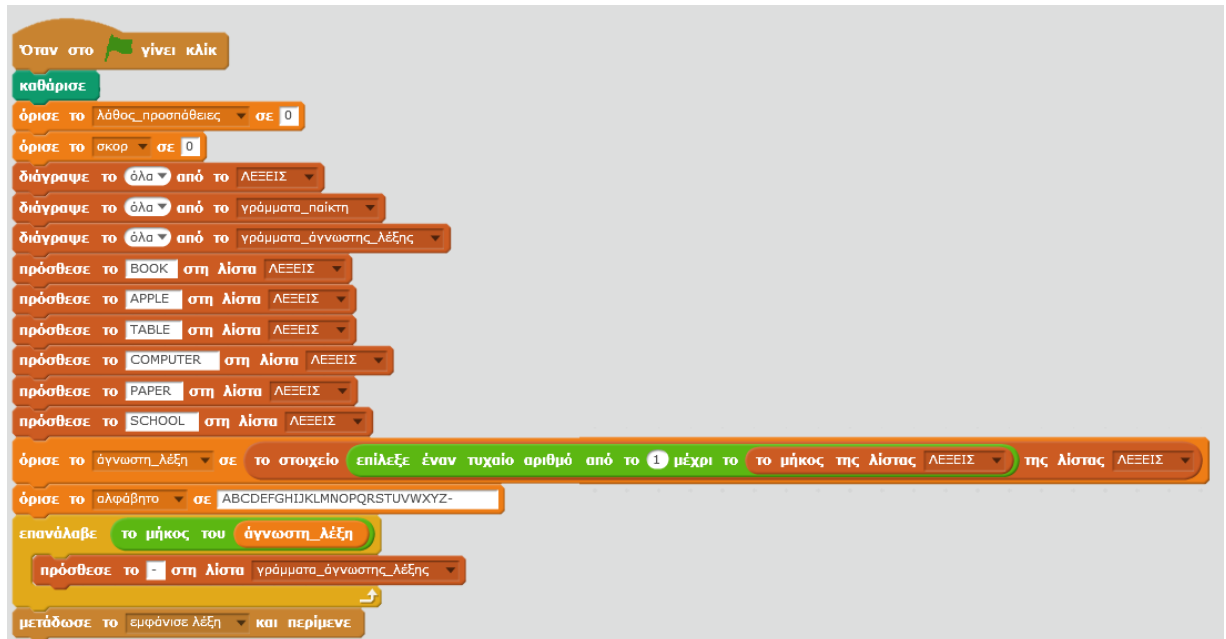 Όταν στο γίνει κλίκ
καθάρισε
όρισε το λάθος_προσπάθειες σε 0
όρισε το σκορ σε 0
διάγραψε το όλα από το ΛΕΞΕΙΣ
διάγραψε το όλα από το γράμματα_παίκτη
διάγραψε το όλα από το γράμματα_άγνωστης_λέξης
πρόσθεσε το BOOK στη λίστα ΛΕΞΕΙΣ
πρόσθεσε το APPLE στη λίστα ΛΕΞΕΙΣ
πρόσθεσε το TABLE στη λίστα ΛΕΞΕΙΣ
πρόσθεσε το COMPUTER στη λίστα ΛΕΞΕΙΣ
πρόσθεσε το PAPER στη λίστα ΛΕΞΕΙΣ
πρόσθεσε το SCHOOL στη λίστα ΛΕΞΕΙΣ
όρισε το άγνωστη_λέξη σε το στοιχείο επίλεξε έναν τυχαίο αριθμό από το 1 μέχρι το το μήκος της λίστας ΛΕΞΕΙΣ της λίστας ΛΕΞΕΙΣ
όρισε το αλφάβητο σε ABCDEFGHIJKLMNOPQRSTUVWXYZ-
επανάλαβε το μήκος του άγνωστη_λέξη
πρόσθεσε το - στη λίστα γράμματα_άγνωστης_λέξης
μετάδωσε το εμφάνισε λέξη και περίμενε